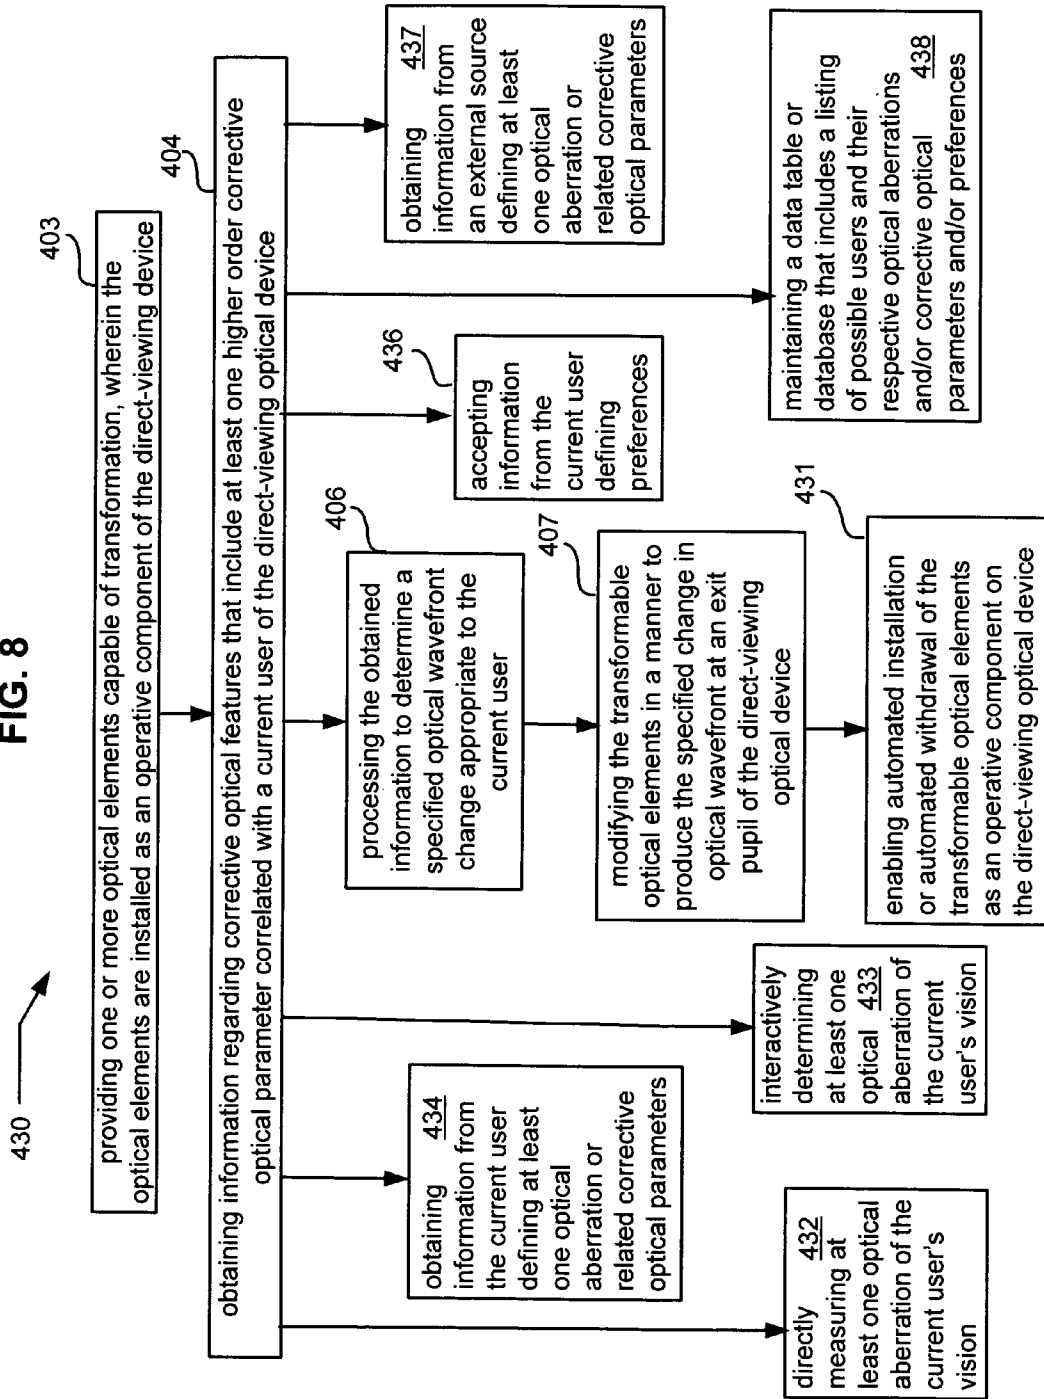 FIG. 8
430
403
providing one or more optical elements capable of transformation, wherein the
optical elements are installed as an operative component of the direct-viewing device
404
obtaining information regarding corrective optical features that include at least one higher order corrective
optical parameter correlated with a current user of the direct-viewing optical device
432
directly
measuring at
least one optical
aberration of the
current user's
vision
434
obtaining
information from
the current user
defining at least
one optical
aberration or
related corrective
optical parameters
433
interactively
determining
at least one
optical
aberration of
the current
user's vision
406
processing the obtained
information to determine a
specified optical wavefront
change appropriate to the
current user
407
modifying the transformable
optical elements in a manner to
produce the specified change in
optical wavefront at an exit
pupil of the direct-viewing
optical device
431
enabling automated installation
or automated withdrawal of the
transformable optical elements
as an operative component on
the direct-viewing optical device
436
accepting
information
from the
current user
defining
preferences
437
obtaining
information from
an external source
defining at least
one optical
aberration or
related corrective
optical parameters
438
maintaining a data table or
database that includes a listing
of possible users and their
respective optical aberrations
and/or corrective optical
parameters and/or preferences